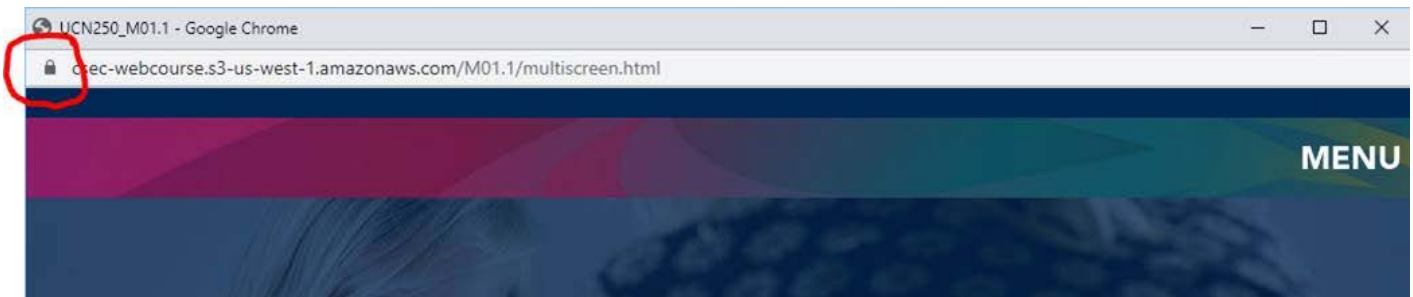 UCN250_M01.1 - Google Chrome
csec-webcourse.s3-us-west-1.amazonaws.com/M01.1/multiscreen.html
MENU